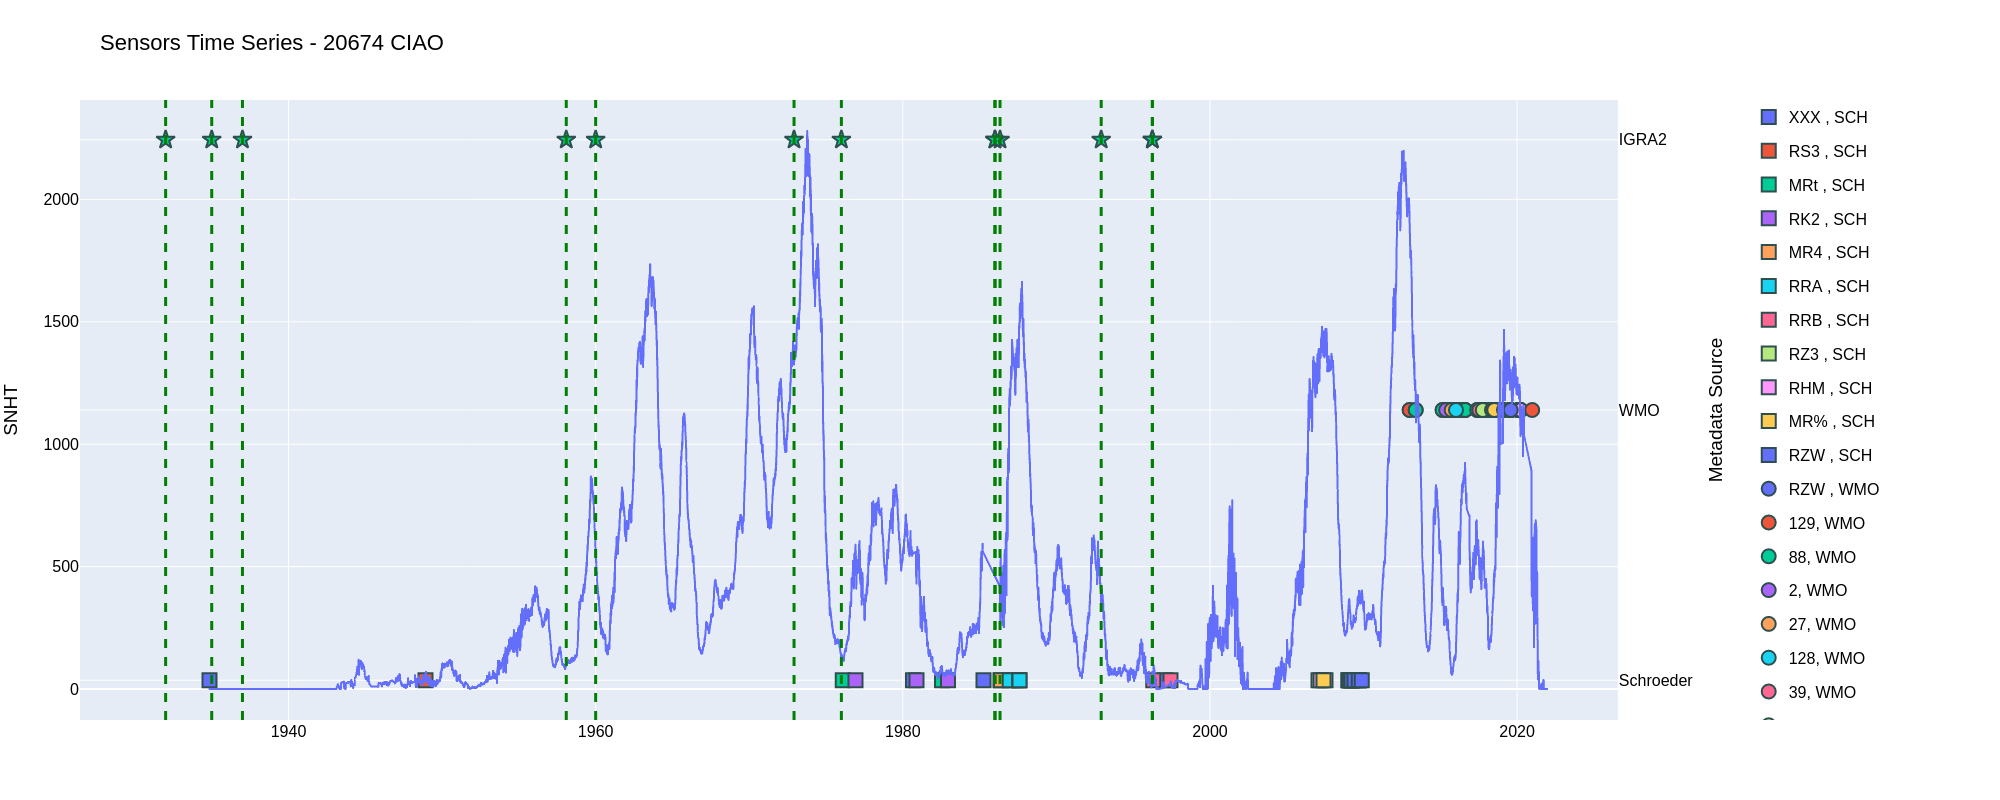 Sensors Time Series - 20674 CIAO
SNHT
2000
1500
1000
500
0
1940
1960
1980
2000
2020
IGRA2
WMO
Schroeder
Metadata Source
XXX , SCH
RS3 , SCH
MRt , SCH
RK2 , SCH
MR4 , SCH
RRA , SCH
RRB , SCH
RZ3 , SCH
RHM , SCH
MR% , SCH
RZW , SCH
RZW , WMO
129, WMO
88, WMO
2, WMO
27, WMO
128, WMO
39, WMO